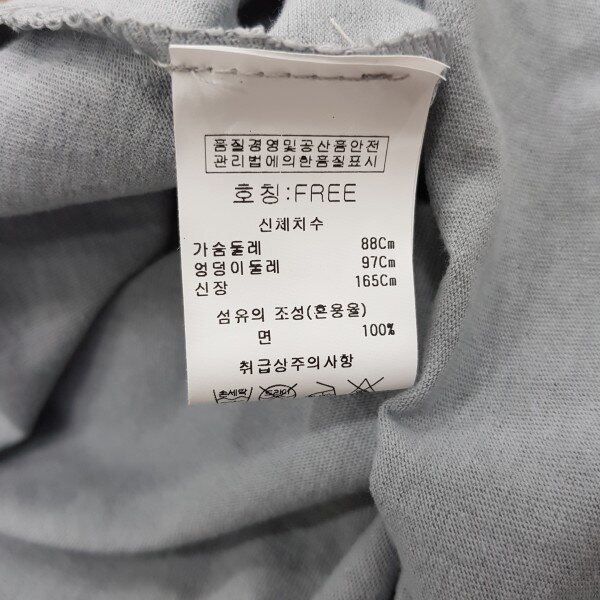 품질경영및공산품안전
관리법에의한품질표시
호칭:FREE
신체치수
가슴둘레 88Cm
엉덩이둘레 97Cm
신장 165Cm
섬유의 조성(혼용율)
면 100%
취급상주의사항
드라이